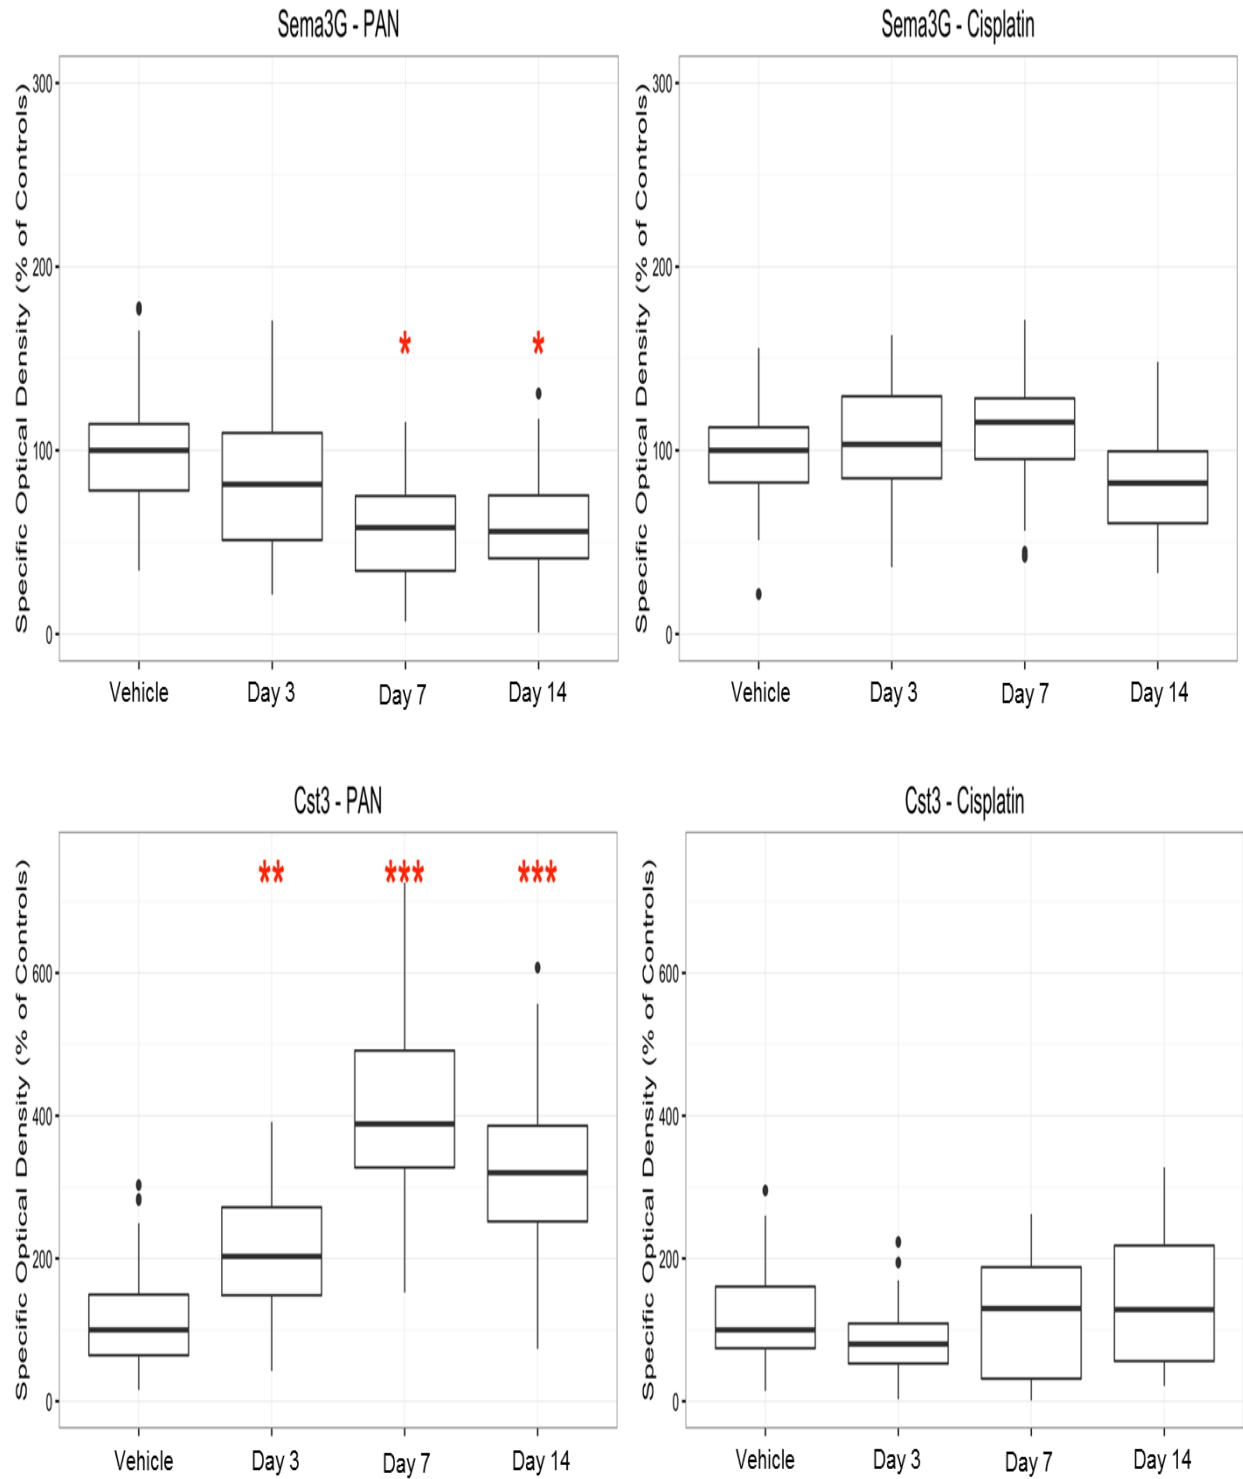 Sema3G - PAN
Specific Optical Density (% of Controls)
300
200
100
0
*
*
Vehicle
Day 3
Day 7
Day 14
Sema3G - Cisplatin
Specific Optical Density (% of Controls)
300
200
100
0
Vehicle
Day 3
Day 7
Day 14
Cst3 - PAN
Specific Optical Density (% of Controls)
600
400
200
0
**
***
***
Vehicle
Day 3
Day 7
Day 14
Cst3 - Cisplatin
Specific Optical Density (% of Controls)
600
400
200
0
Vehicle
Day 3
Day 7
Day 14